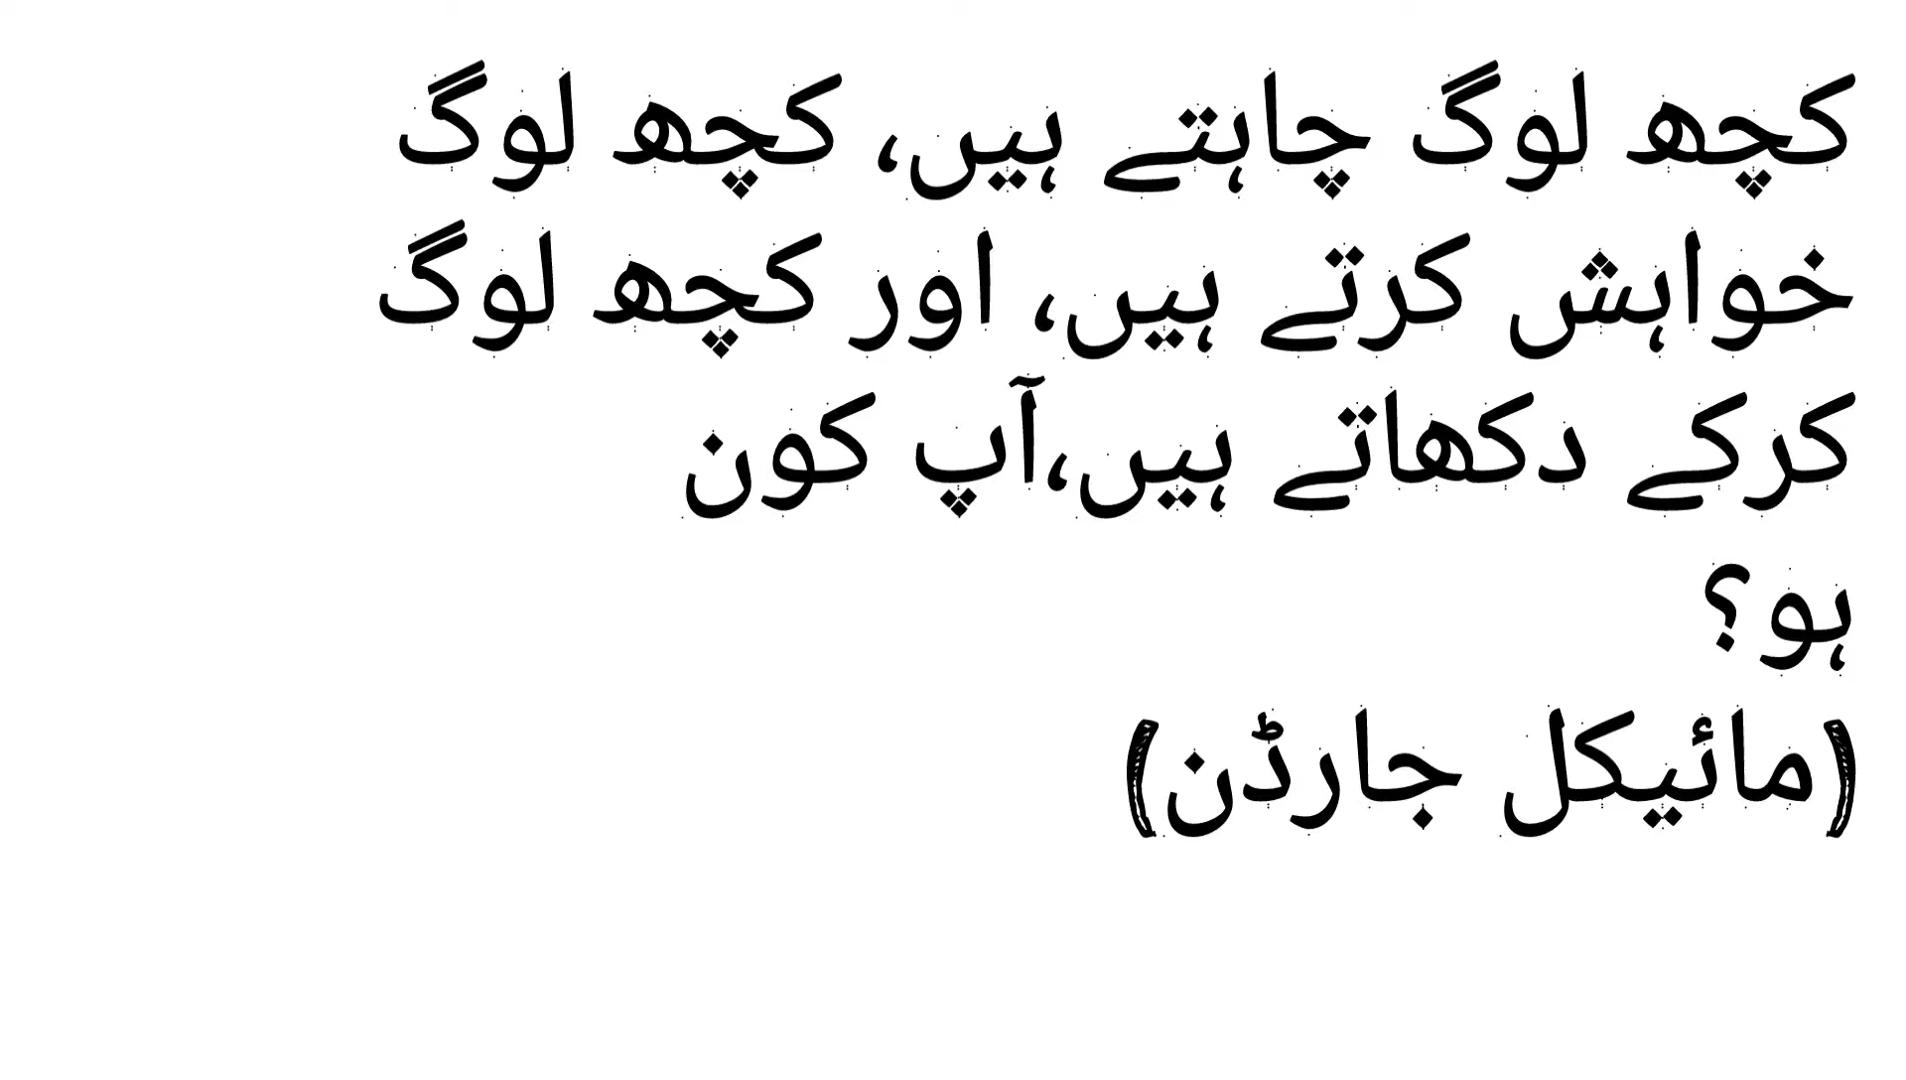 کچھ لوگ چاہتے ہیں، کچھ لوگ
خواہش کرتے ہیں، اور کچھ لوگ
کرکے دکھاتے ہیں،آپ کون
ہو؟
(مائیکل جارڈن)